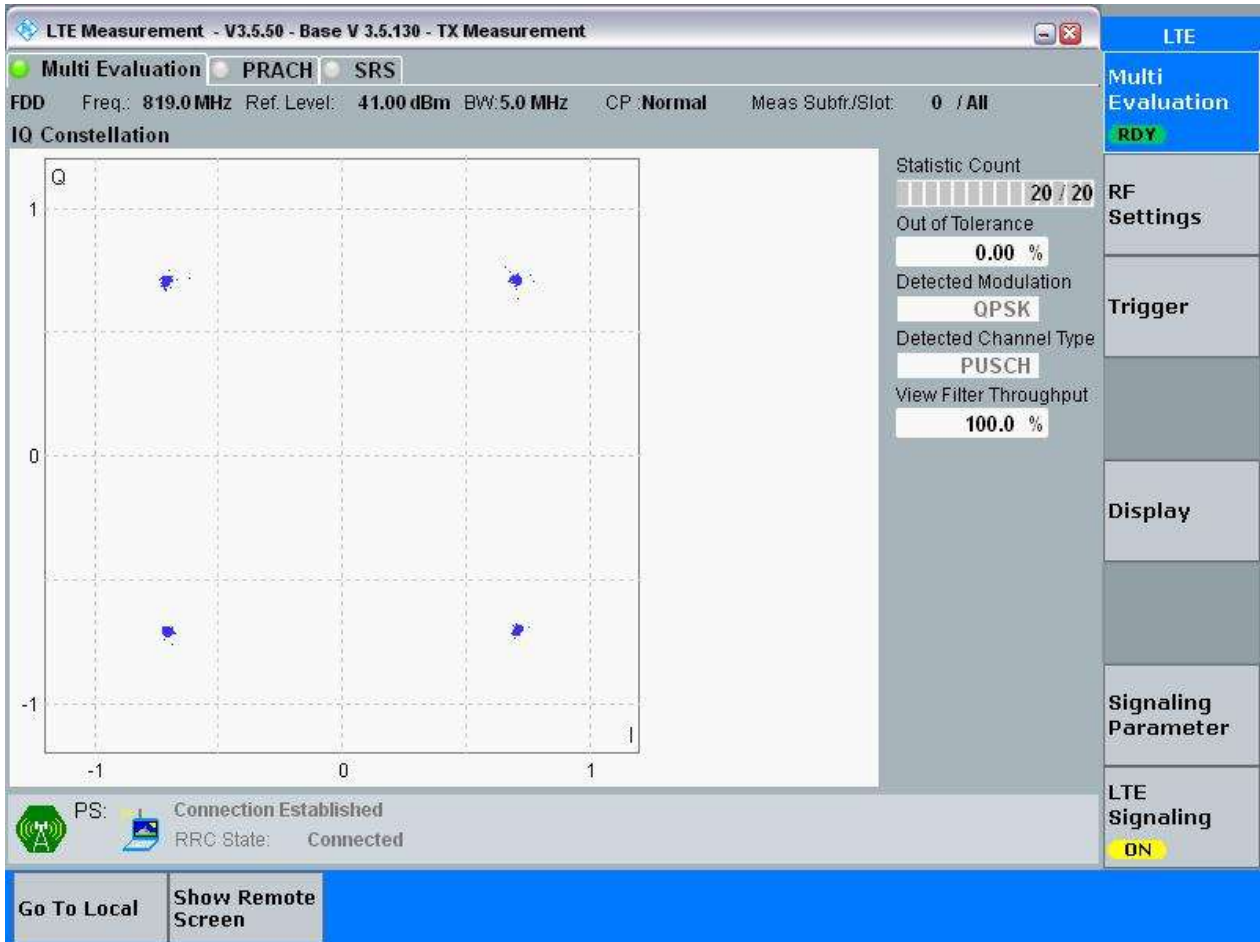 LTE Measurement - V3.5.50 - Base V 3.5.130 - TX Measurement
LTE
Multi Evaluation PRACH SRS
Multi
Evaluation
RDY
FDD Freq.: 819.0 MHz Ref. Level: 41.00 dBm BW: 5.0 MHz CP : Normal Meas Subfr./Slot: 0 / All
IQ Constellation
Q
1
0
-1
I
-1 0 1
Statistic Count
20 / 20
Out of Tolerance
0.00 %
Detected Modulation
QPSK
Detected Channel Type
PUSCH
View Filter Throughput
100.0 %
RF
Settings
Trigger
Display
Signaling
Parameter
LTE
Signaling
ON
PS: Connection Established
RRC State: Connected
Go To Local
Show Remote
Screen